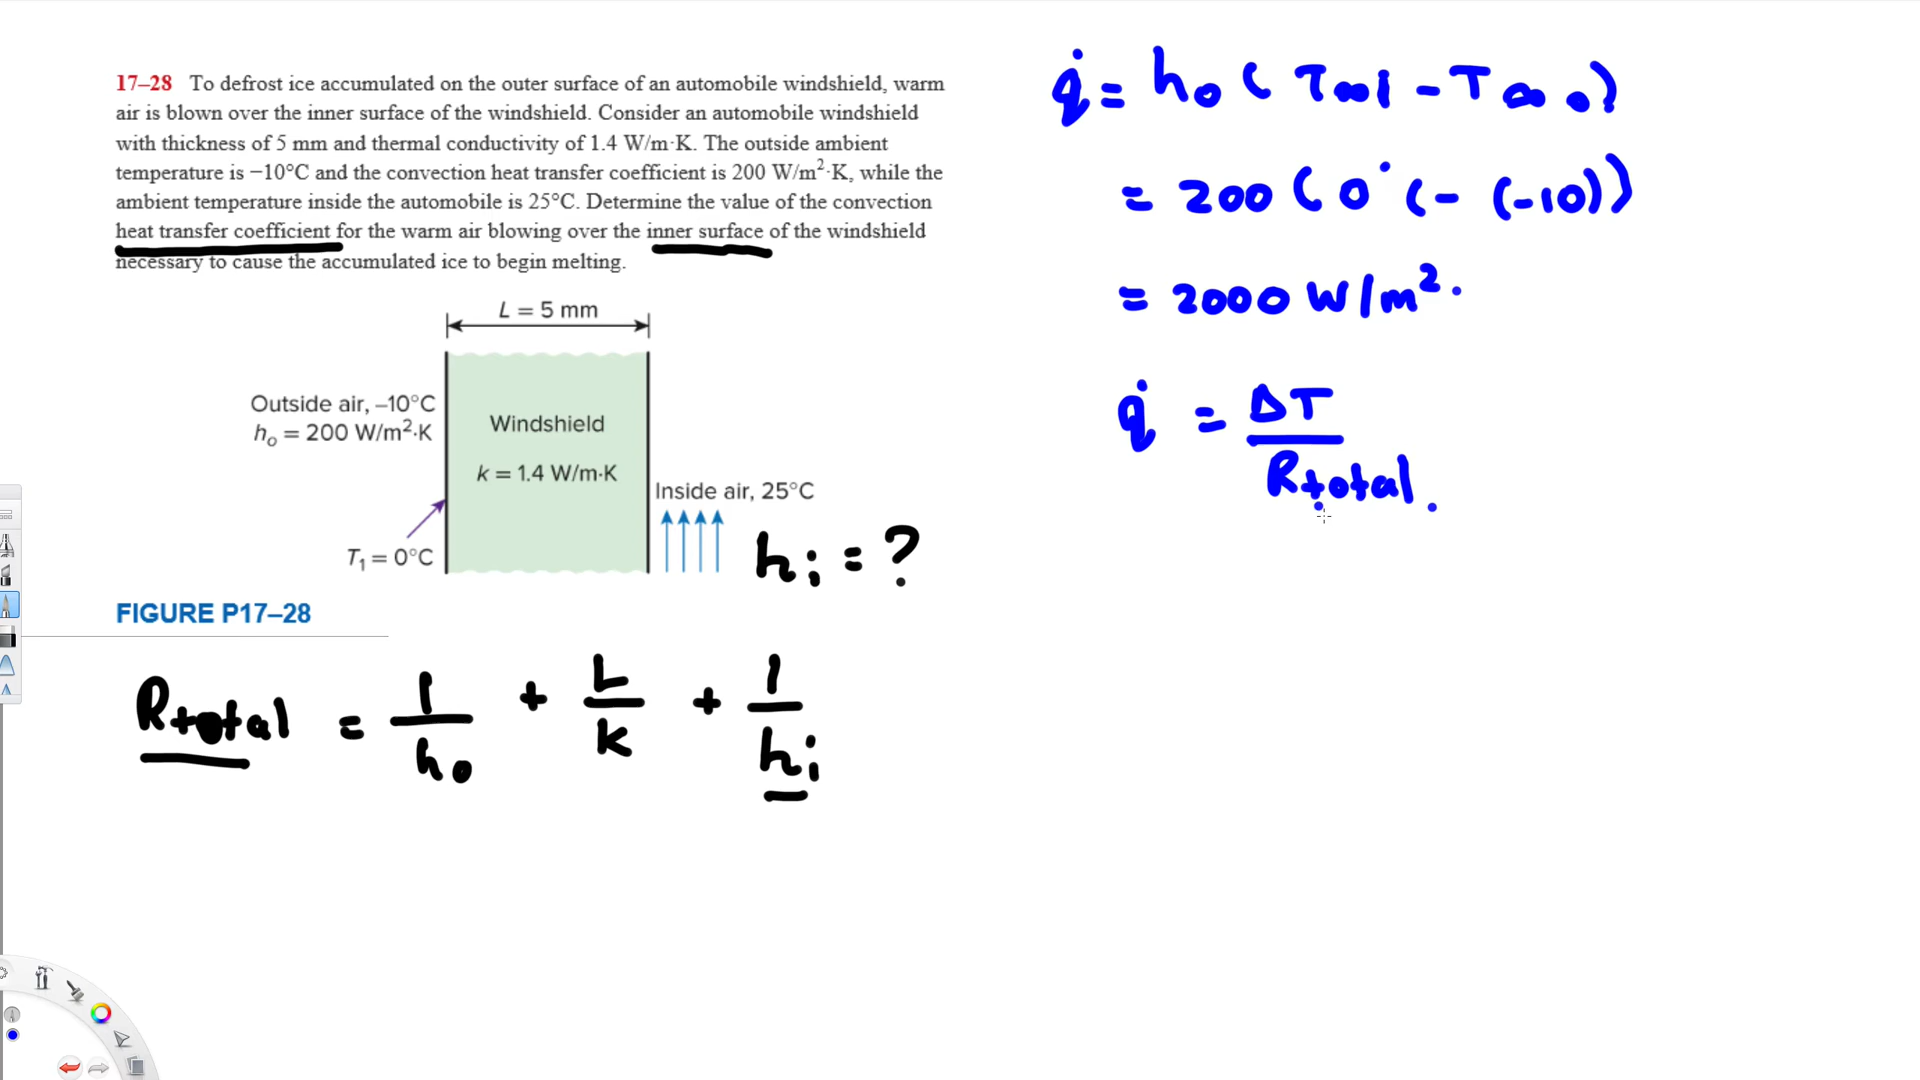 17–28 To defrost ice accumulated on the outer surface of an automobile windshield, warm
air is blown over the inner surface of the windshield. Consider an automobile windshield
with thickness of 5 mm and thermal conductivity of 1.4 W/m·K. The outside ambient
temperature is −10°C and the convection heat transfer coefficient is 200 W/m²·K, while the
ambient temperature inside the automobile is 25°C. Determine the value of the convection
heat transfer coefficient for the warm air blowing over the inner surface of the windshield
necessary to cause the accumulated ice to begin melting.
L = 5 mm
Outside air, –10°C
hₒ = 200 W/m²·K
Windshield
k = 1.4 W/m·K
Inside air, 25°C
T₁ = 0°C
hi = ?
FIGURE P17–28
Rtotal = 1/ho + L/k + 1/hi
q̇ = ho ( T∞1 - T∞o)
= 200 ( 0° (- (-10))
= 2000 W/m².
q̇ = ΔT/Rtotal.